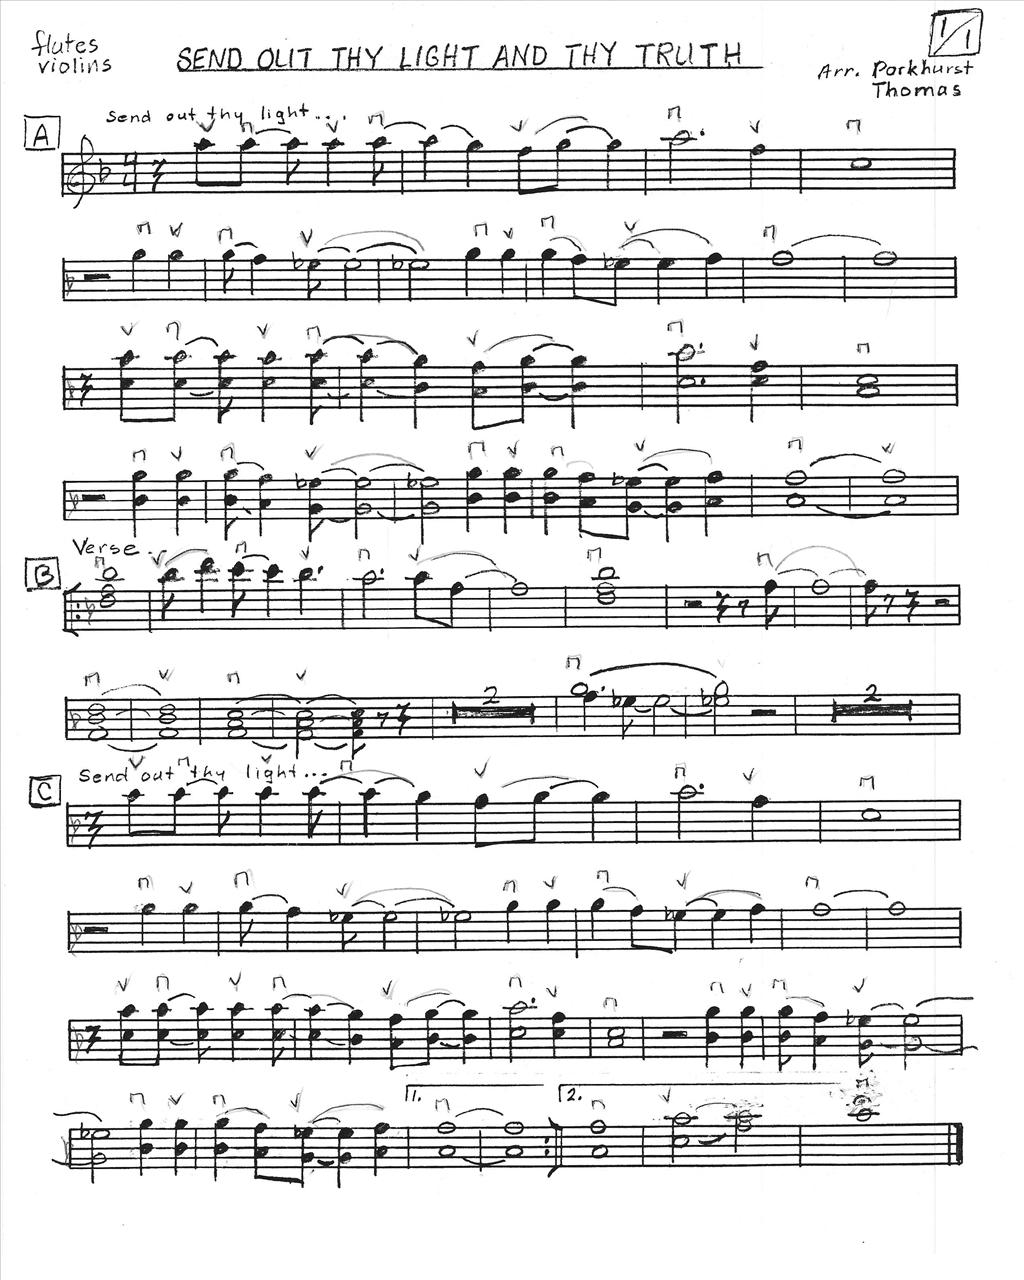 flutes
violins
SEND OUT THY LIGHT AND THY TRUTH
1/1
Arr. Parkhurst
Thomas
A
Send out thy light...
B
Verse...
2
2
C
Send out thy light...
1.
2.